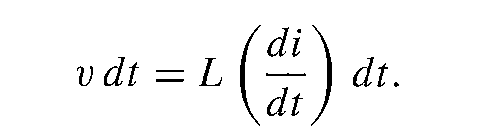 v dt = L (di/dt) dt.